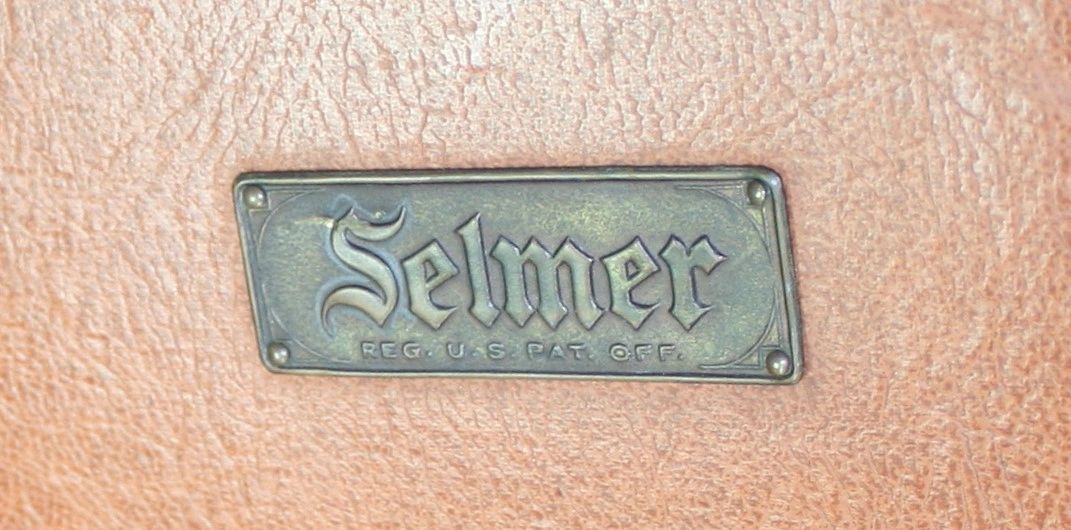 Selmer
REG. U. S. PAT. OFF.